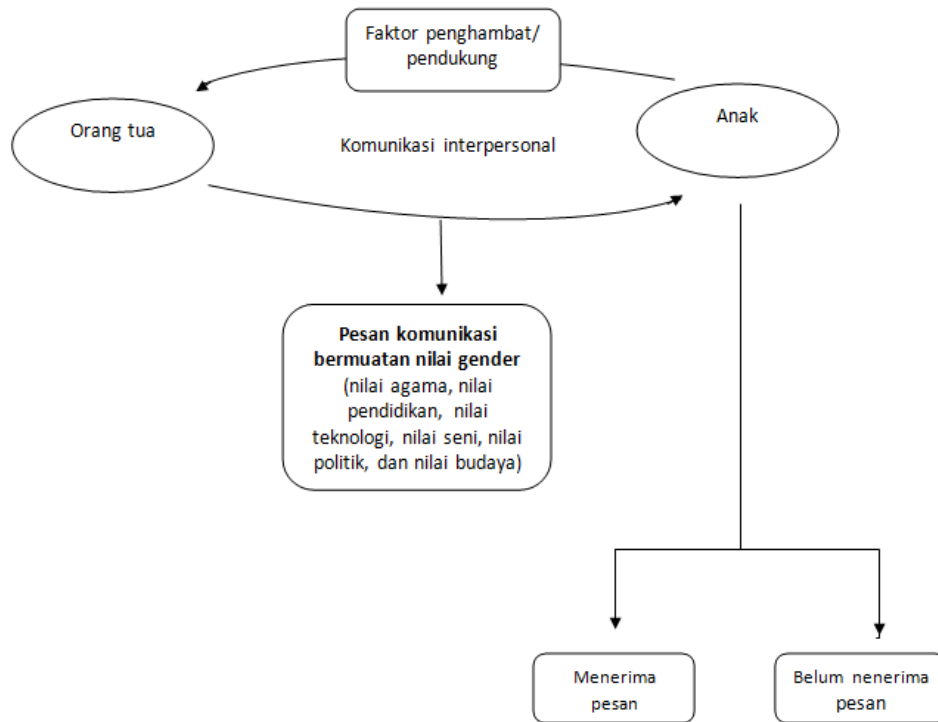 Faktor penghambat/
pendukung
Orang tua
Anak
Komunikasi interpersonal
Pesan komunikasi
bermuatan nilai gender
(nilai agama, nilai
pendidikan, nilai
teknologi, nilai seni, nilai
politik, dan nilai budaya)
Menerima
pesan
Belum nenerima
pesan